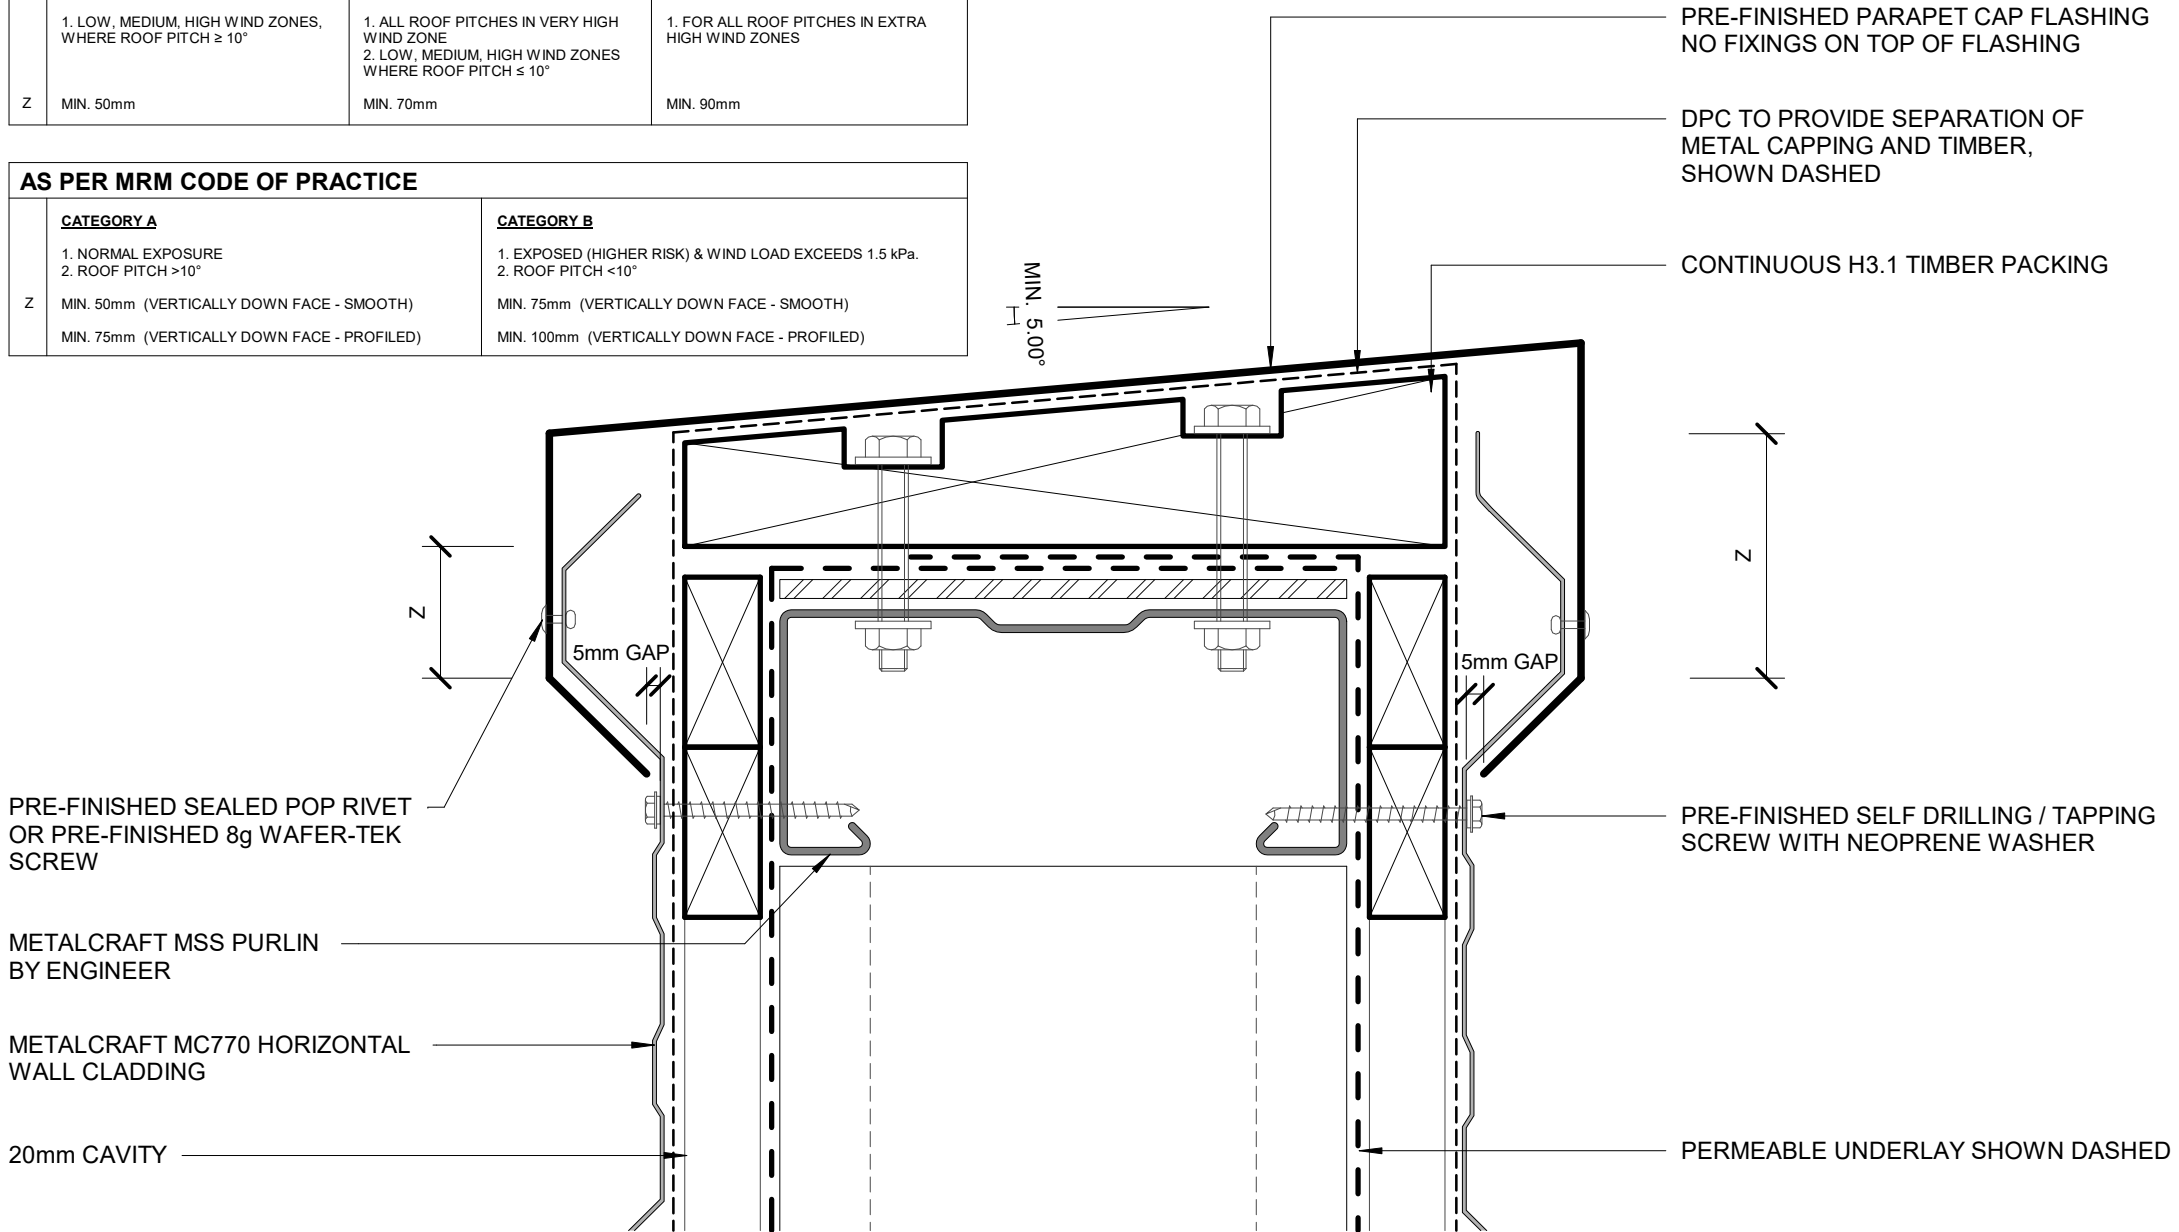 1. LOW, MEDIUM, HIGH WIND ZONES,
WHERE ROOF PITCH ≥ 10°
1. ALL ROOF PITCHES IN VERY HIGH
WIND ZONE
2. LOW, MEDIUM, HIGH WIND ZONES
WHERE ROOF PITCH ≤ 10°
1. FOR ALL ROOF PITCHES IN EXTRA
HIGH WIND ZONES
Z
MIN. 50mm
MIN. 70mm
MIN. 90mm
AS PER MRM CODE OF PRACTICE
CATEGORY A
1. NORMAL EXPOSURE
2. ROOF PITCH >10°
CATEGORY B
1. EXPOSED (HIGHER RISK) & WIND LOAD EXCEEDS 1.5 kPa.
2. ROOF PITCH <10°
Z
MIN. 50mm (VERTICALLY DOWN FACE - SMOOTH)
MIN. 75mm (VERTICALLY DOWN FACE - PROFILED)
MIN. 75mm (VERTICALLY DOWN FACE - SMOOTH)
MIN. 100mm (VERTICALLY DOWN FACE - PROFILED)
MIN. 5.00°
PRE-FINISHED PARAPET CAP FLASHING
NO FIXINGS ON TOP OF FLASHING
DPC TO PROVIDE SEPARATION OF
METAL CAPPING AND TIMBER,
SHOWN DASHED
CONTINUOUS H3.1 TIMBER PACKING
Z
Z
5mm GAP
5mm GAP
PRE-FINISHED SEALED POP RIVET
OR PRE-FINISHED 8g WAFER-TEK
SCREW
PRE-FINISHED SELF DRILLING / TAPPING
SCREW WITH NEOPRENE WASHER
METALCRAFT MSS PURLIN
BY ENGINEER
METALCRAFT MC770 HORIZONTAL
WALL CLADDING
20mm CAVITY
PERMEABLE UNDERLAY SHOWN DASHED